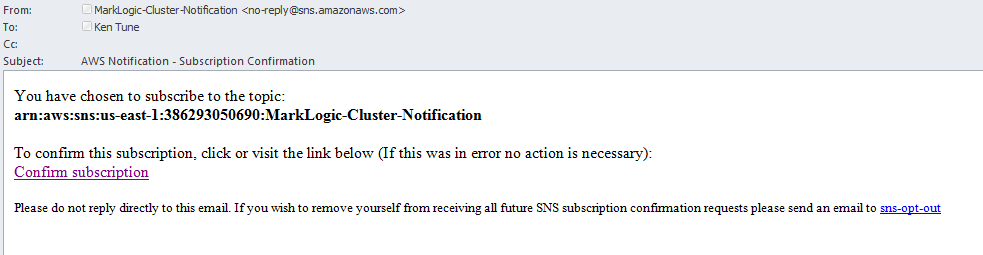 From: MarkLogic-Cluster-Notification <no-reply@sns.amazonaws.com>
To: Ken Tune
Cc:
Subject: AWS Notification - Subscription Confirmation
You have chosen to subscribe to the topic:
arn:aws:sns:us-east-1:386293050690:MarkLogic-Cluster-Notification
To confirm this subscription, click or visit the link below (If this was in error no action is necessary):
Confirm subscription
Please do not reply directly to this email. If you wish to remove yourself from receiving all future SNS subscription confirmation requests please send an email to sns-opt-out